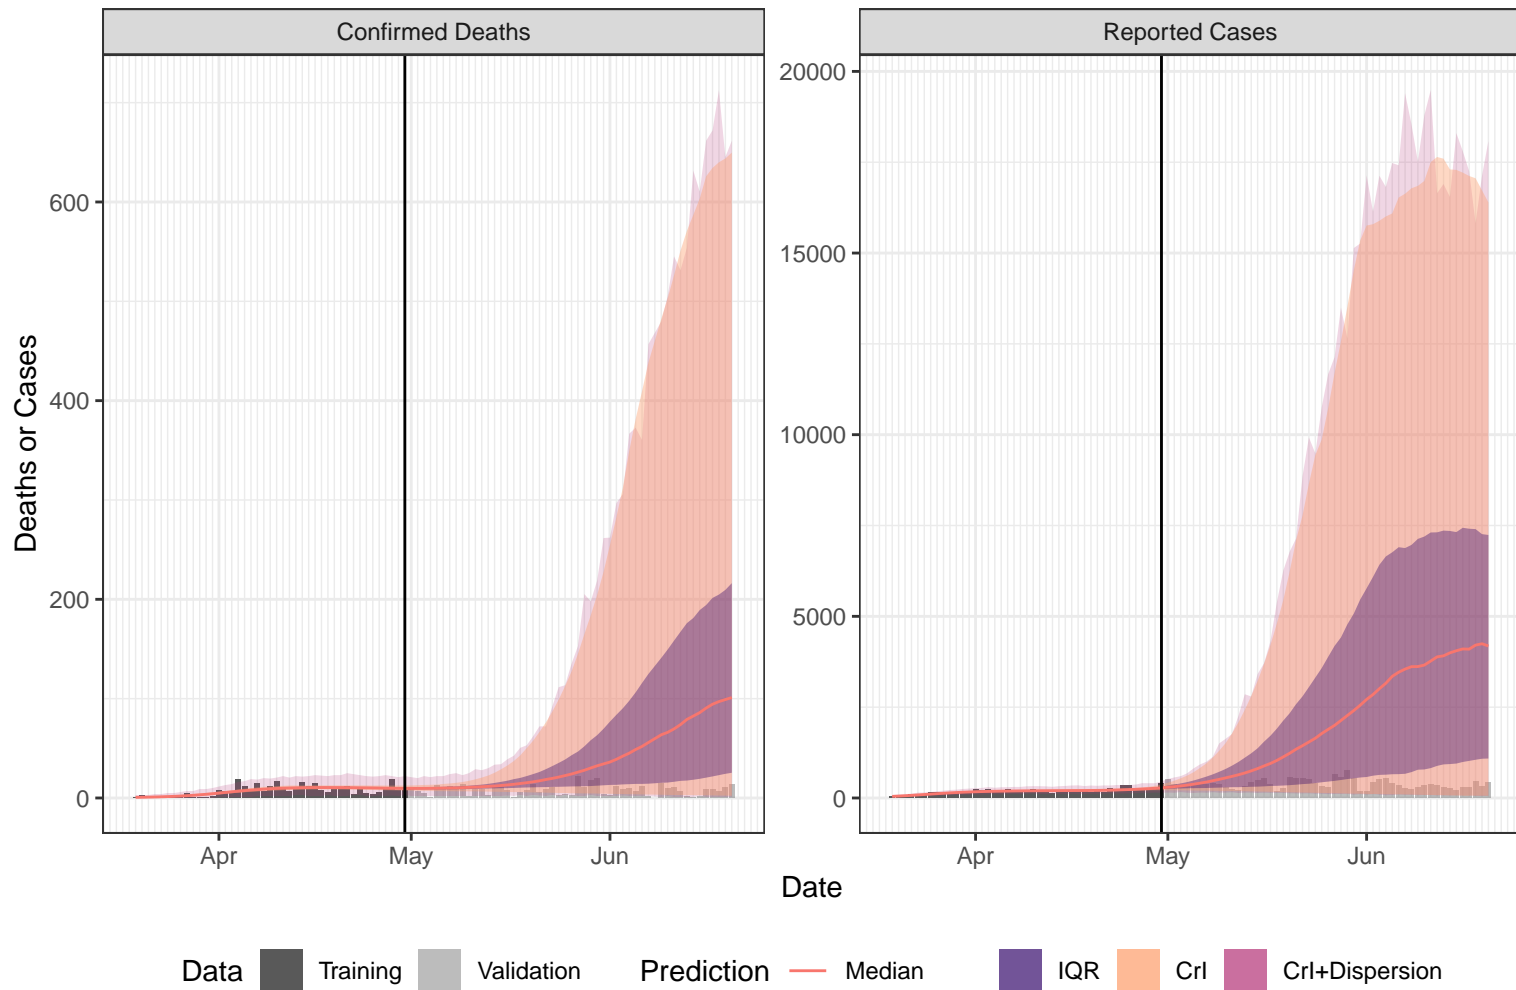 Confirmed Deaths
Reported Cases
Deaths or Cases
600
400
200
0
20000
15000
10000
5000
0
Apr May Jun
Apr May Jun
Date
Data Training Validation Prediction Median IQR CrI CrI+Dispersion